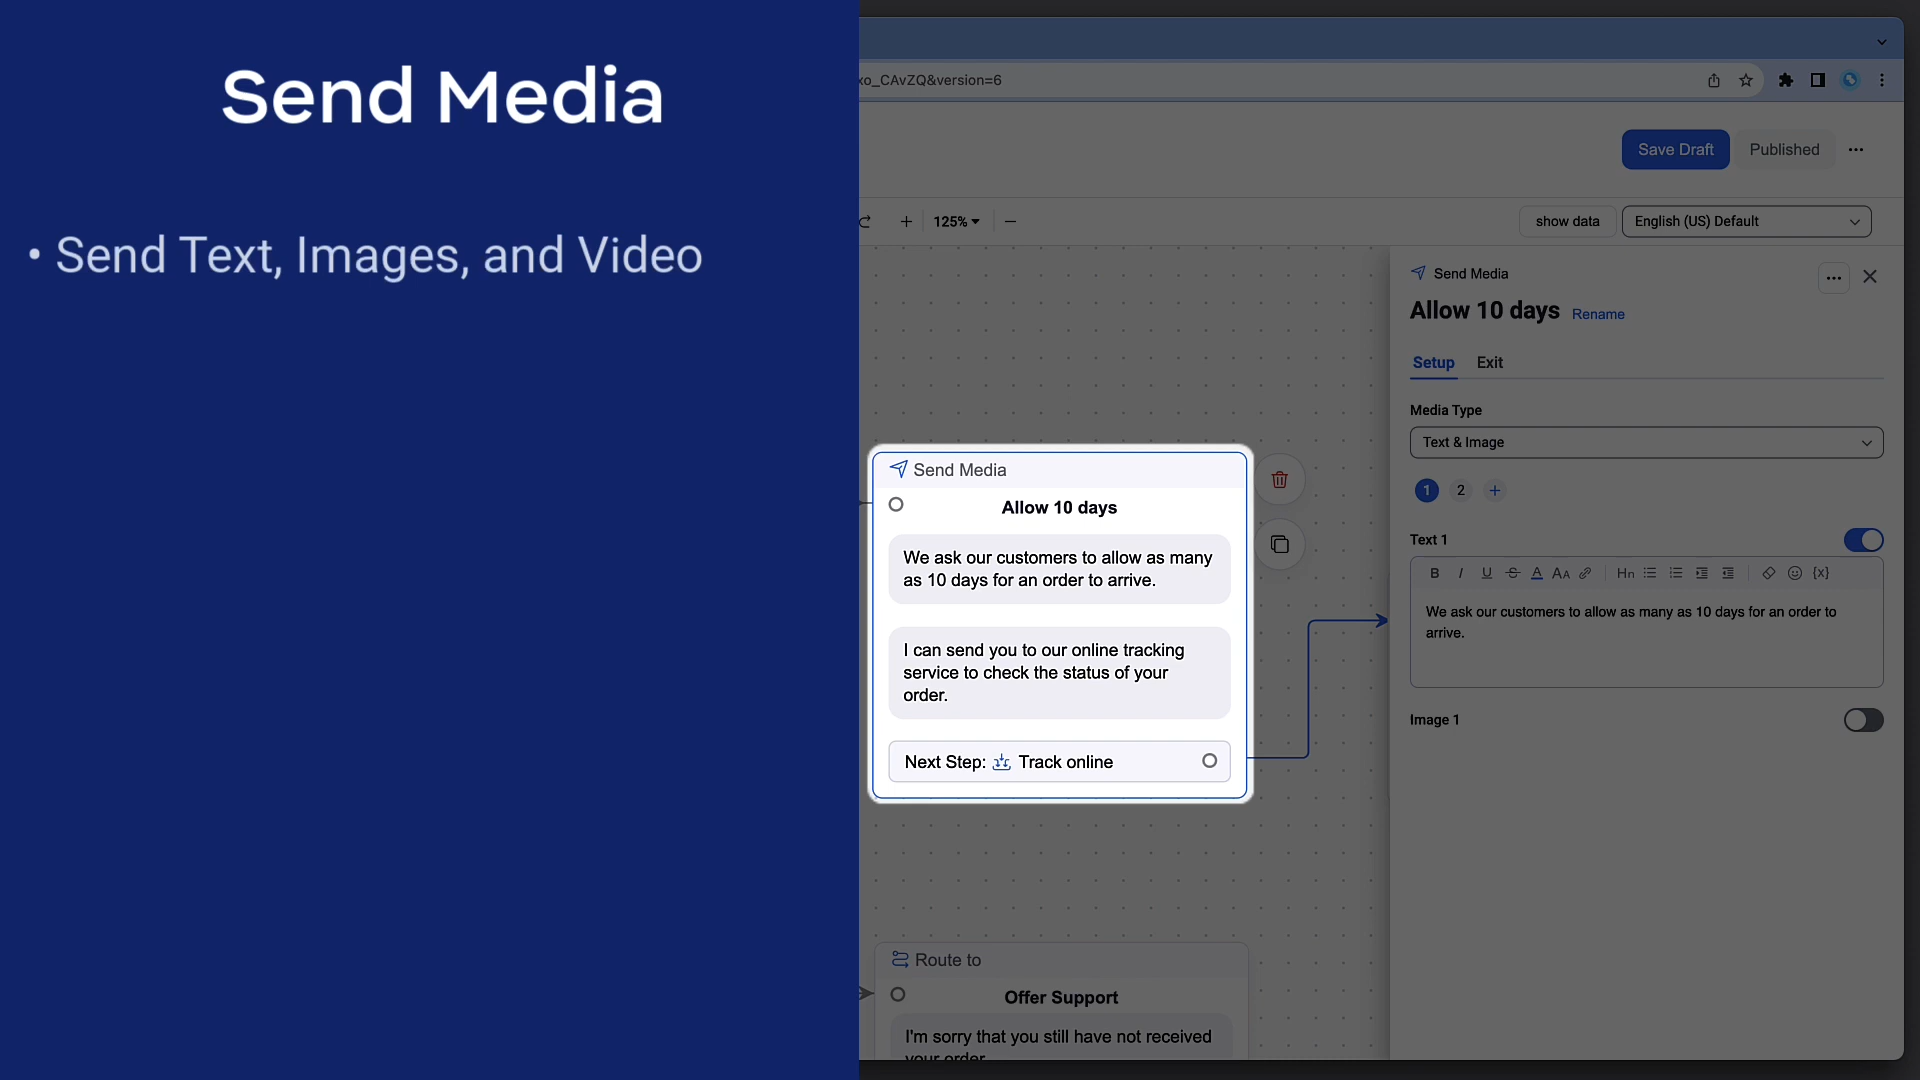 Send Media
• Send Text, Images, and Video
xo_CAvZQ&version=6
Save Draft
Published
125%
show data
English (US) Default
Send Media
Allow 10 days
Rename
Setup
Exit
Media Type
Text & Image
1
2
+
Text 1
B I U S A AA Hn {x}
We ask our customers to allow as many as 10 days for an order to
arrive.
Image 1
Send Media
Allow 10 days
We ask our customers to allow as many
as 10 days for an order to arrive.
I can send you to our online tracking
service to check the status of your
order.
Next Step: Track online
Route to
Offer Support
I'm sorry that you still have not received
your order